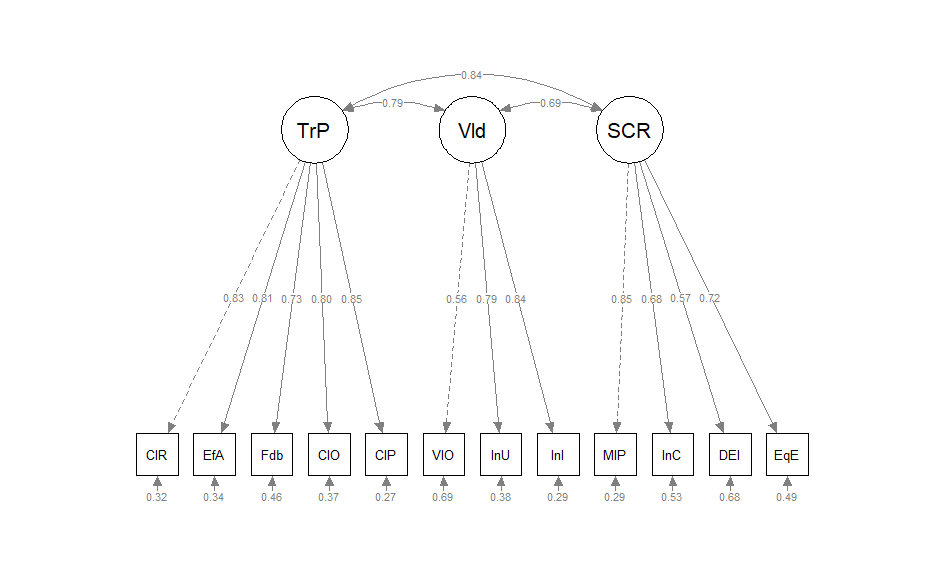 0.84
0.79 0.69
TrP Vld SCR
0.83 0.81 0.73 0.80 0.85 0.56 0.79 0.84 0.85 0.68 0.57 0.72
CIR EfA Fdb CIO CIP VIO InU InI MIP InC DEI EqE
0.32 0.34 0.46 0.37 0.27 0.69 0.38 0.29 0.29 0.53 0.68 0.49